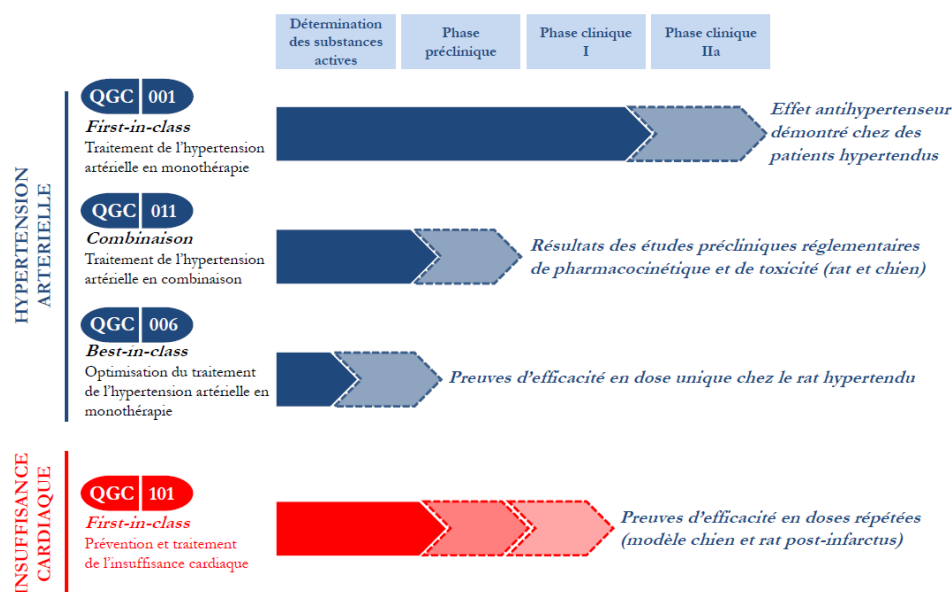 Détermination
des substances
actives
Phase
préclinique
Phase clinique
I
Phase clinique
IIa
HYPERTENSION
ARTERIELLE
QGC 001
First-in-class
Traitement de l'hypertension
artérielle en monothérapie
Effet antihypertenseur
démontré chez des
patients hypertendus
QGC 011
Combinaison
Traitement de l'hypertension
artérielle en combinaison
Résultats des études précliniques réglementaires
de pharmacocinétique et de toxicité (rat et chien)
QGC 006
Best-in-class
Optimisation du traitement
de l'hypertension artérielle en
monothérapie
Preuves d'efficacité en dose unique chez le rat hypertendu
INSUFFISANCE
CARDIAQUE
QGC 101
First-in-class
Prévention et traitement
de l'insuffisance cardiaque
Preuves d'efficacité en doses répétées
(modèle chien et rat post-infarctus)